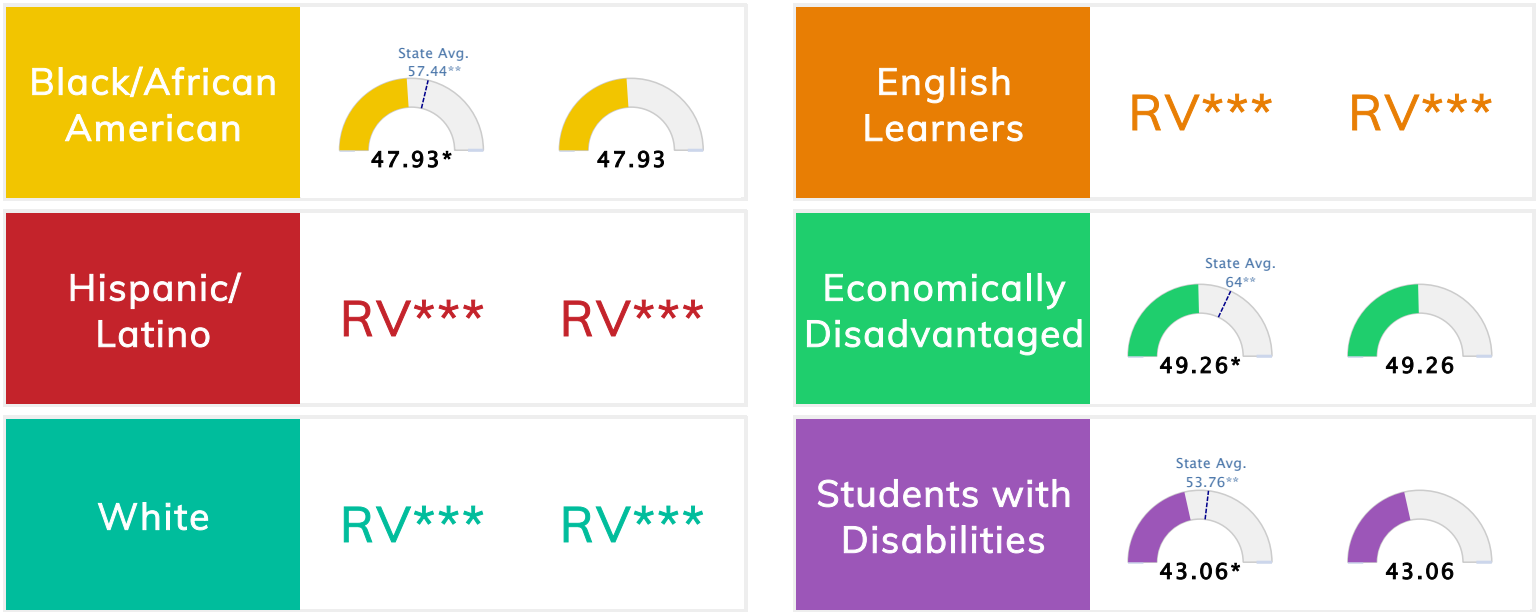 Black/African
American
State Avg.
57.44**
47.93*
47.93
English
Learners
RV***
RV***
Hispanic/
Latino
RV***
RV***
Economically
Disadvantaged
State Avg.
64**
49.26*
49.26
White
RV***
RV***
Students with
Disabilities
State Avg.
53.76**
43.06*
43.06